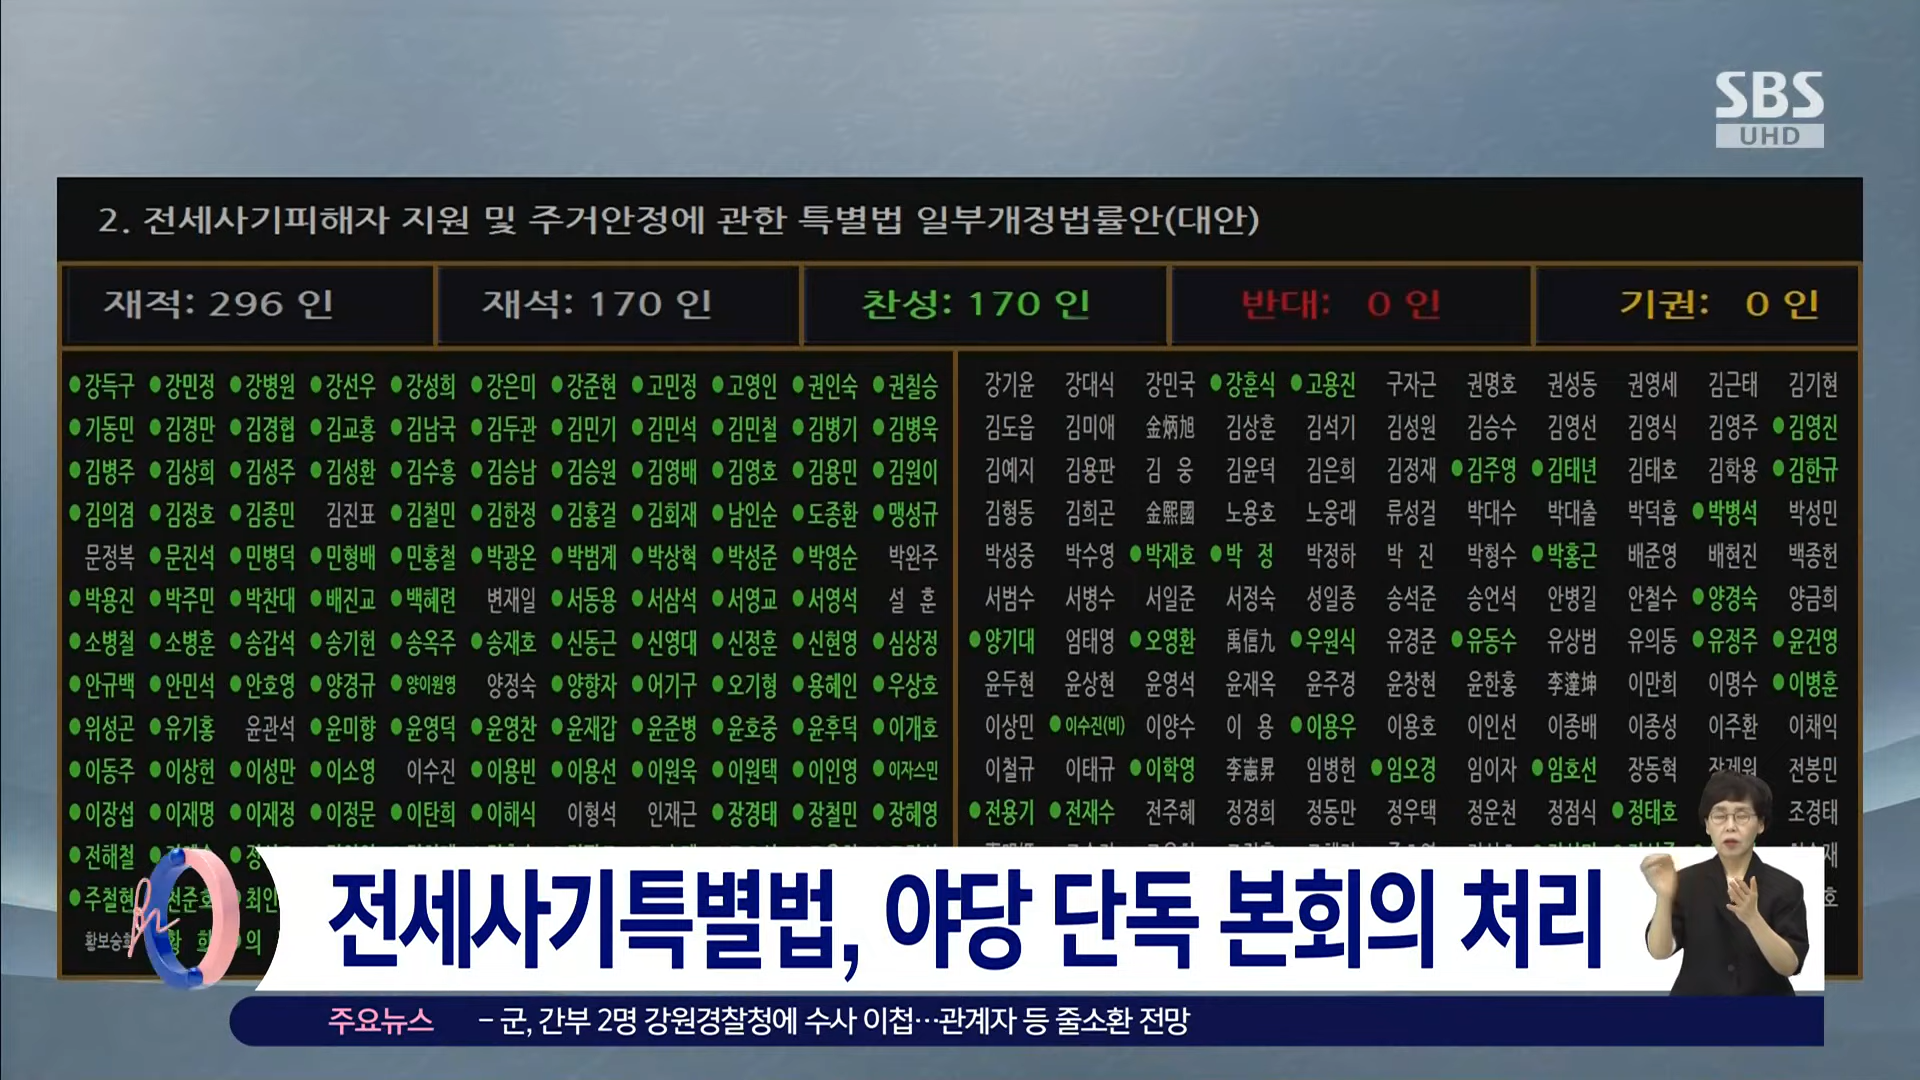 SBS
UHD
2. 전세사기피해자 지원 및 주거안정에 관한 특별법 일부개정법률안(대안)
재적: 296 인 재석: 170 인 찬성: 170 인 반대: 0 인 기권: 0 인
강득구 강민정 강병원 강선우 강성희 강은미 강준현 고민정 고영인 권인숙 권칠승
기동민 김경만 김경협 김교흥 김남국 김두관 김민기 김민석 김민철 김병기 김병욱
김병주 김상희 김성주 김성환 김수흥 김승남 김승원 김영배 김영호 김용민 김원이
김의겸 김정호 김종민 김진표 김철민 김한정 김홍걸 김회재 남인순 도종환 맹성규
문정복 문진석 민병덕 민형배 민홍철 박광온 박범계 박상혁 박성준 박영순 박완주
박용진 박주민 박찬대 배진교 백혜련 변재일 서동용 서삼석 서영교 서영석 설 훈
소병철 소병훈 송갑석 송기헌 송옥주 송재호 신동근 신영대 신정훈 신현영 심상정
안규백 안민석 안호영 양경규 양이원영 양정숙 양향자 어기구 오기형 용혜인 우상호
위성곤 유기홍 윤관석 윤미향 윤영덕 윤영찬 윤재갑 윤준병 윤호중 윤후덕 이개호
이동주 이상헌 이성만 이소영 이수진 이용빈 이용선 이원욱 이원택 이인영 이자스민
이장섭 이재명 이재정 이정문 이탄희 이해식 이형석 인재근 장경태 장철민 장혜영
전해철
주철현 천준호 최인
황보승희 황 희 의
강기윤 강대식 강민국 강훈식 고용진 구자근 권명호 권성동 권영세 김근태 김기현
김도읍 김미애 金炳旭 김상훈 김석기 김성원 김승수 김영선 김영식 김영주 김영진
김예지 김용판 김 웅 김윤덕 김은희 김정재 김주영 김태년 김태호 김학용 김한규
김형동 김희곤 金熙國 노용호 노웅래 류성걸 박대수 박대출 박덕흠 박병석 박성민
박성중 박수영 박재호 박 정 박정하 박 진 박형수 박홍근 배준영 배현진 백종헌
서범수 서병수 서일준 서정숙 성일종 송석준 송언석 안병길 안철수 양경숙 양금희
양기대 엄태영 오영환 禹信九 우원식 유경준 유동수 유상범 유의동 유정주 윤건영
윤두현 윤상현 윤영석 윤재옥 윤주경 윤창현 윤한홍 李達坤 이만희 이명수 이병훈
이상민 이수진(비) 이양수 이 용 이용우 이용호 이인선 이종배 이종성 이주환 이채익
이철규 이태규 이학영 李憲昇 임병헌 임오경 임이자 임호선 장동혁 장제원 전봉민
전용기 전재수 전주혜 정경희 정동만 정우택 정운천 정점식 정태호 조경태
전세사기특별법, 야당 단독 본회의 처리
주요뉴스 - 군, 간부 2명 강원경찰청에 수사 이첩…관계자 등 줄소환 전망